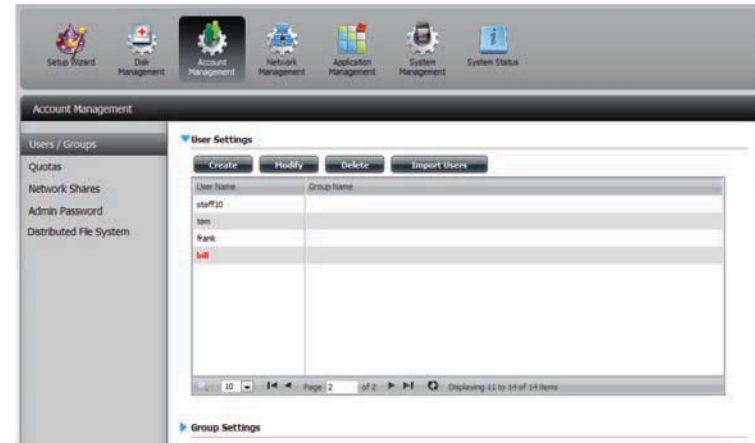 Setup Wizard
Disk Management
Account Management
Network Management
Application Management
System Management
System Status
Account Management
Users / Groups
Quotas
Network Shares
Admin Password
Distributed File System
User Settings
Create Modify Delete Import Users
User Name Group Name
staff10
tom
frank
bill
10 Page 2 of 2 Displaying 11 to 14 of 14 items
Group Settings